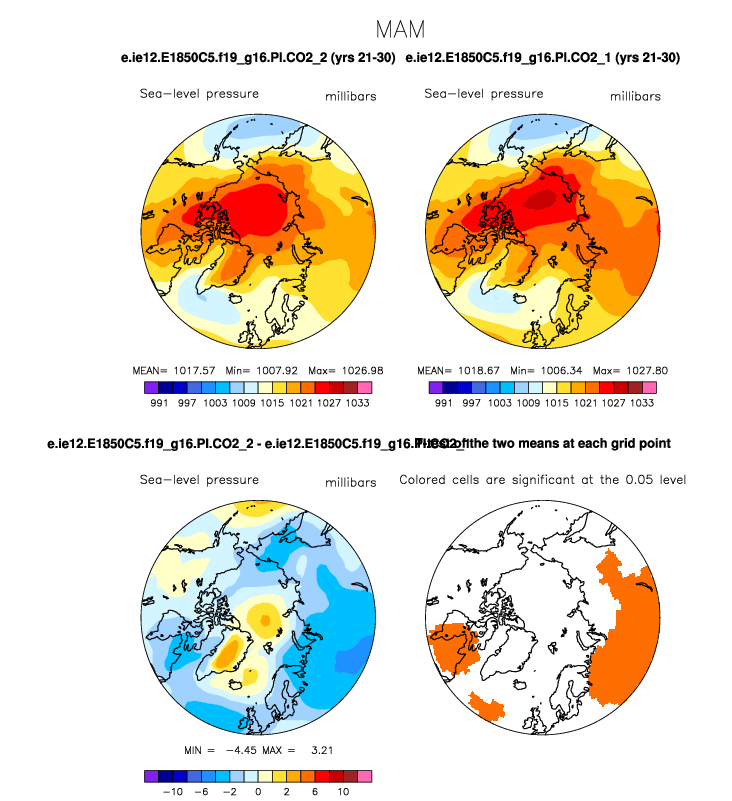 MAM
e.ie12.E1850C5.f19_g16.PI.CO2_2 (yrs 21-30) e.ie12.E1850C5.f19_g16.PI.CO2_1 (yrs 21-30)
Sea-level pressure millibars Sea-level pressure millibars
MEAN= 1017.57 Min= 1007.92 Max= 1026.98 MEAN= 1018.67 Min= 1006.34 Max= 1027.80
991 997 1003 1009 1015 1021 1027 1033 991 997 1003 1009 1015 1021 1027 1033
e.ie12.E1850C5.f19_g16.PI.CO2_2 - e.ie12.E1850C5.f19_g16.PI.CO2_1 of the two means at each grid point
Sea-level pressure millibars Colored cells are significant at the 0.05 level
MIN = -4.45 MAX = 3.21
-10 -6 -2 0 2 6 10